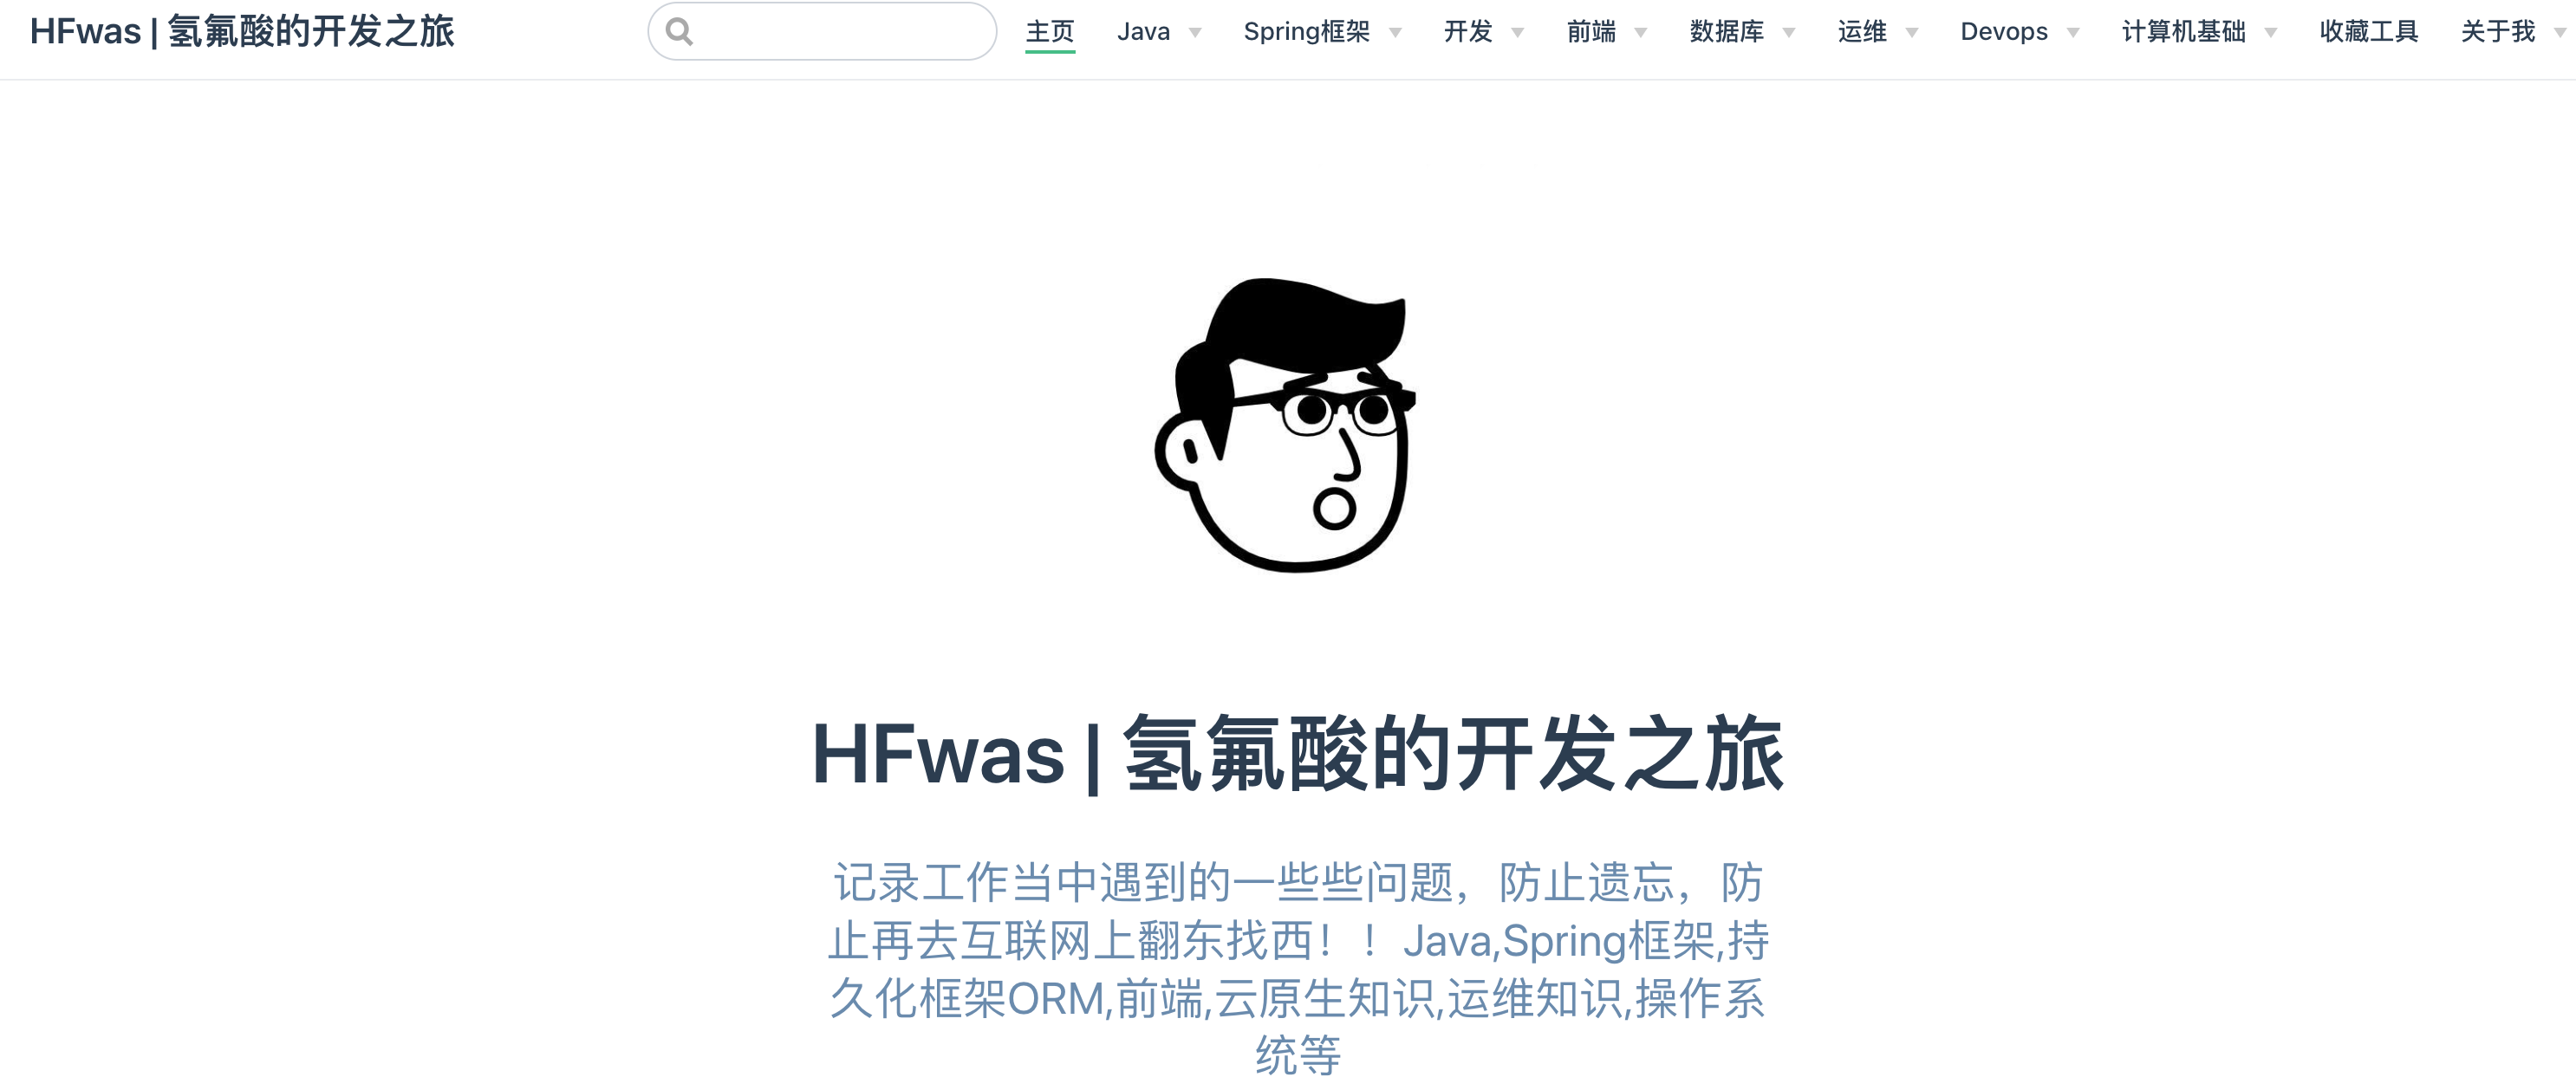 HFwas | 氢氟酸的开发之旅
主页 Java Spring框架 开发 前端 数据库 运维 Devops 计算机基础 收藏工具 关于我
HFwas | 氢氟酸的开发之旅
记录工作当中遇到的一些些问题，防止遗忘，防
止再去互联网上翻东找西！！Java,Spring框架,持
久化框架ORM,前端,云原生知识,运维知识,操作系
统等